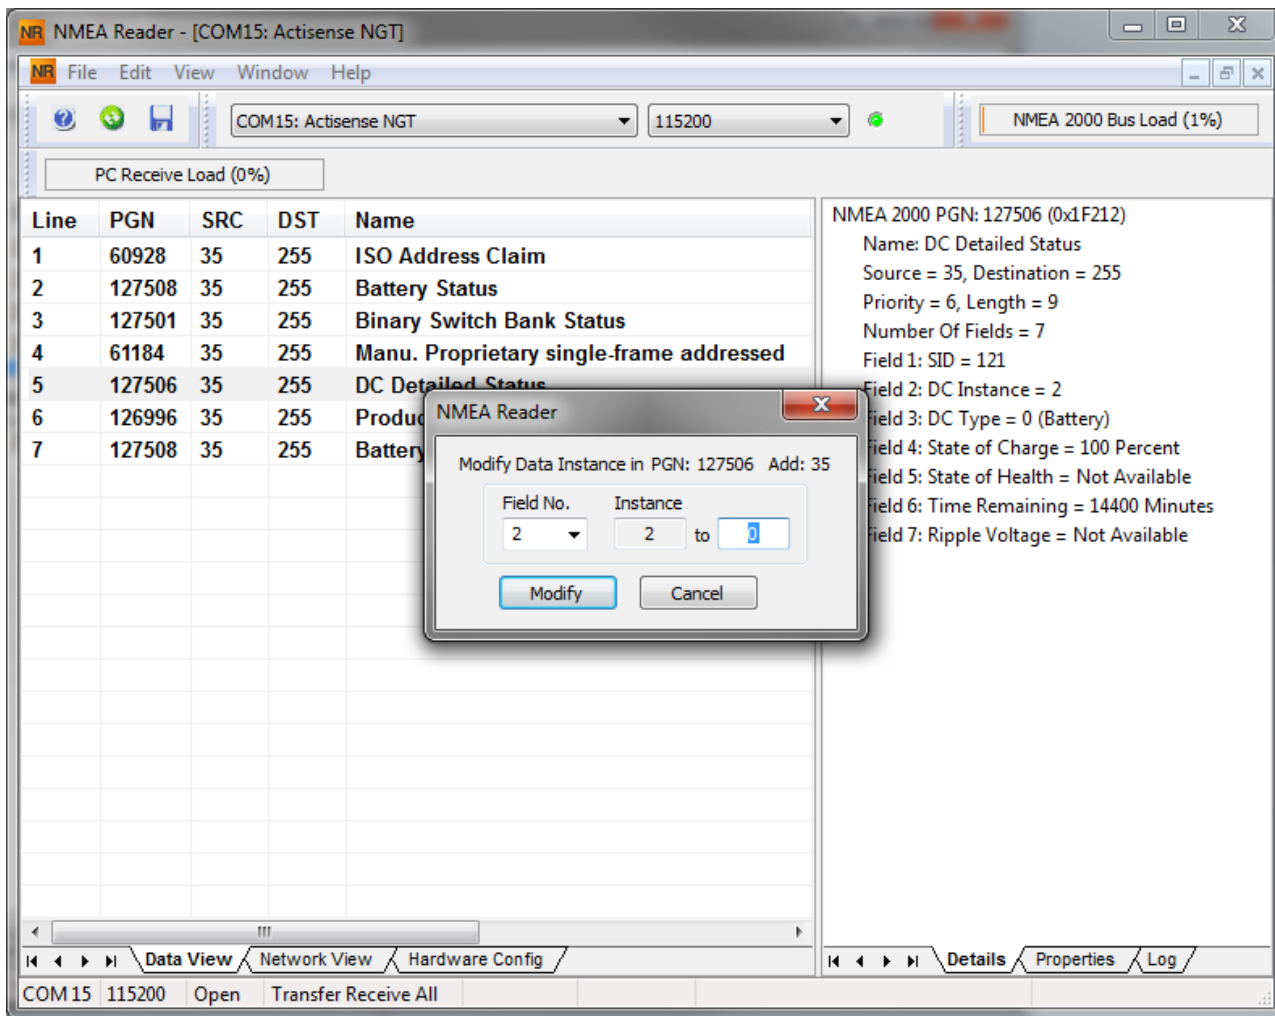 NR NMEA Reader - [COM15: Actisense NGT]
NR File Edit View Window Help
COM15: Actisense NGT 115200 NMEA 2000 Bus Load (1%)
PC Receive Load (0%)
Line PGN SRC DST Name
1 60928 35 255 ISO Address Claim
2 127508 35 255 Battery Status
3 127501 35 255 Binary Switch Bank Status
4 61184 35 255 Manu. Proprietary single-frame addressed
5 127506 35 255 DC Detailed Status
6 126996 35 255 Produc
7 127508 35 255 Battery
NMEA Reader
Modify Data Instance in PGN: 127506 Add: 35
Field No. Instance
2 2 to 0
Modify Cancel
NMEA 2000 PGN: 127506 (0x1F212)
Name: DC Detailed Status
Source = 35, Destination = 255
Priority = 6, Length = 9
Number Of Fields = 7
Field 1: SID = 121
Field 2: DC Instance = 2
Field 3: DC Type = 0 (Battery)
Field 4: State of Charge = 100 Percent
Field 5: State of Health = Not Available
Field 6: Time Remaining = 14400 Minutes
Field 7: Ripple Voltage = Not Available
Data View Network View Hardware Config
Details Properties Log
COM 15 115200 Open Transfer Receive All